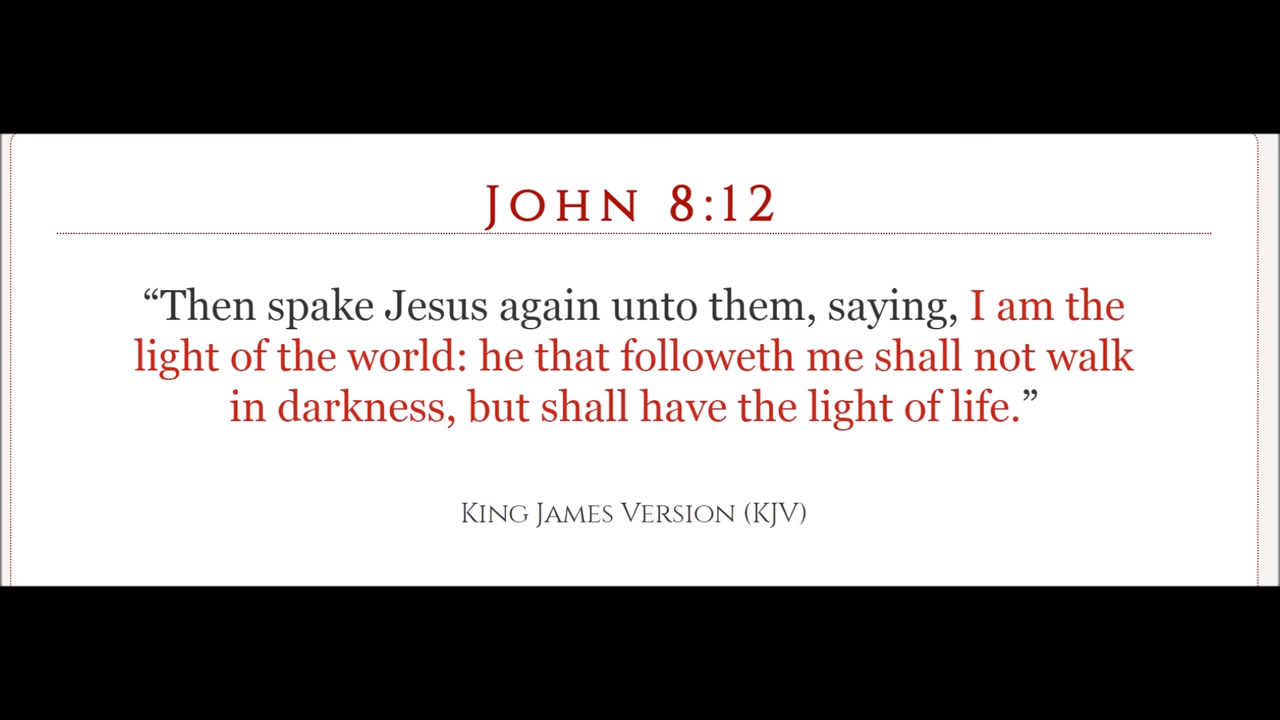 John 8:12
“Then spake Jesus again unto them, saying, I am the
light of the world: he that followeth me shall not walk
in darkness, but shall have the light of life.”
King James Version (KJV)